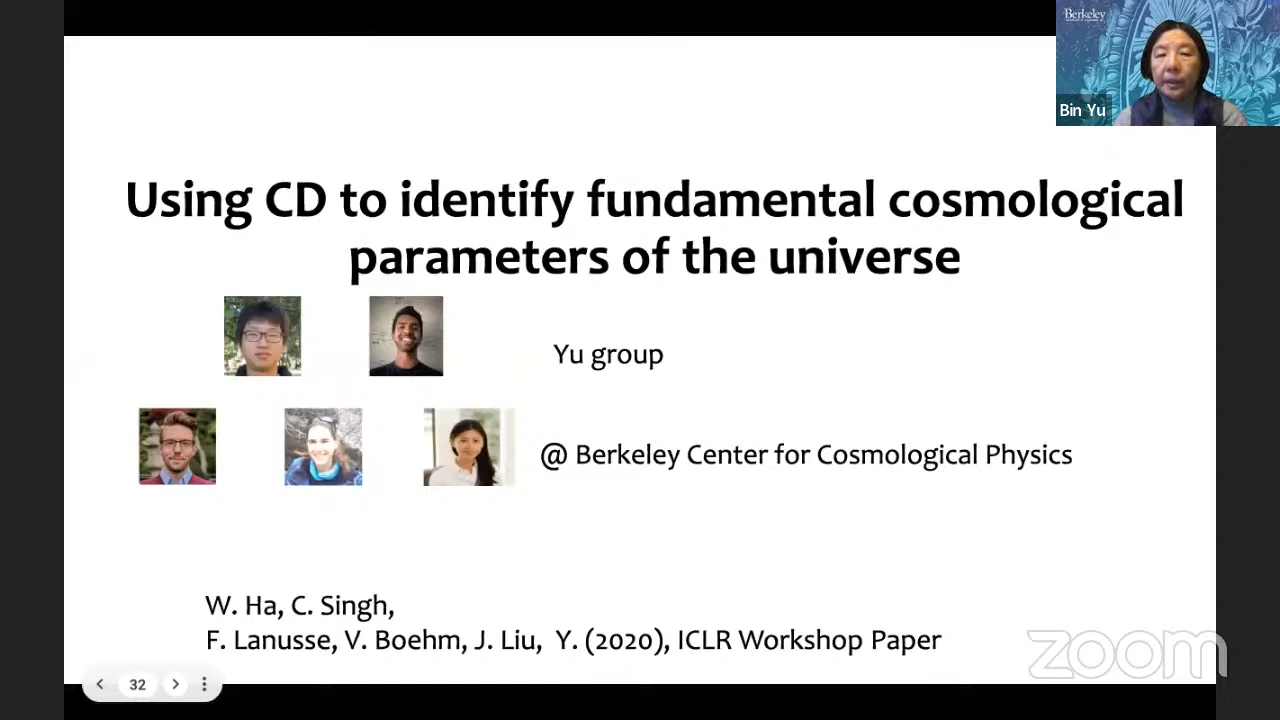 Berkeley
Bin Yu
Using CD to identify fundamental cosmological
parameters of the universe
Yu group
@ Berkeley Center for Cosmological Physics
W. Ha, C. Singh,
F. Lanusse, V. Boehm, J. Liu, Y. (2020), ICLR Workshop Paper
zoom
32